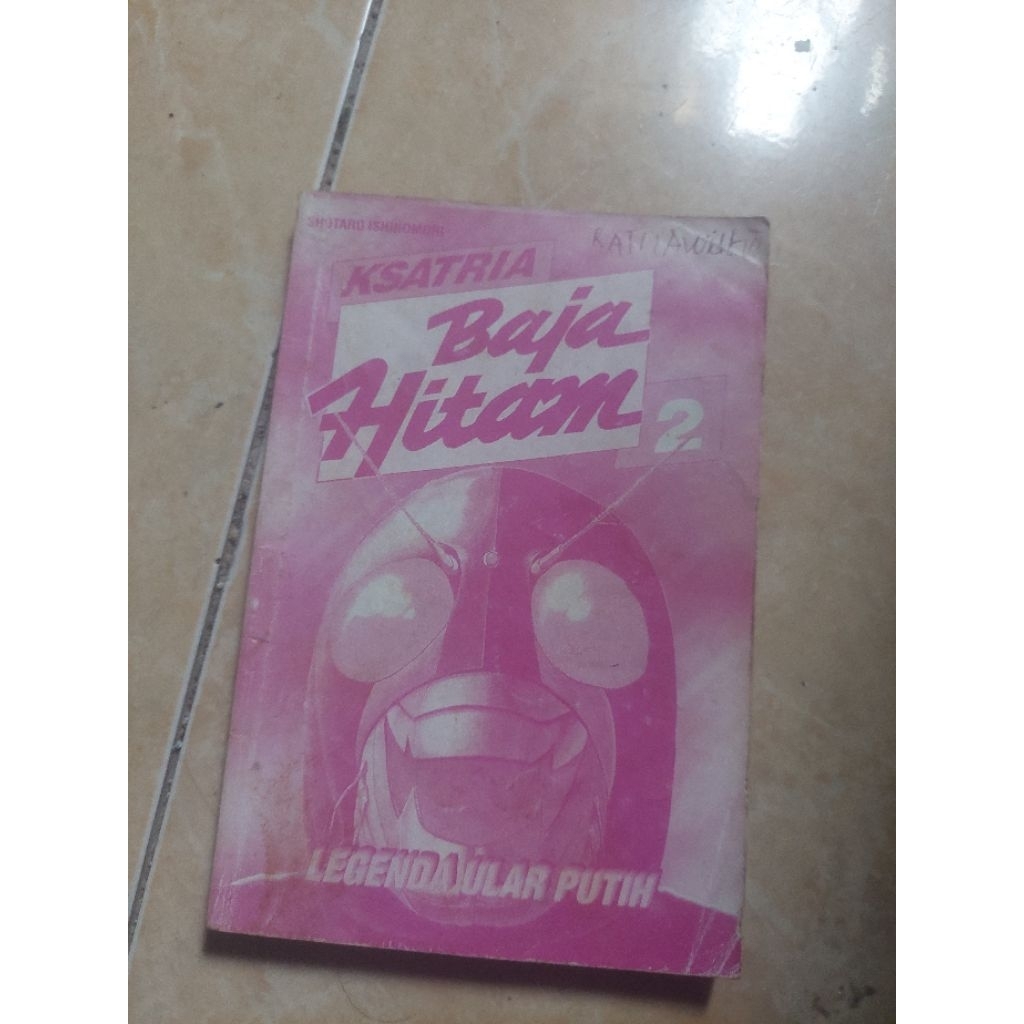 SHOTARO ISHINOMORI
KSATRIA
Baja
Hitam
2
LEGENDA ULAR PUTIH